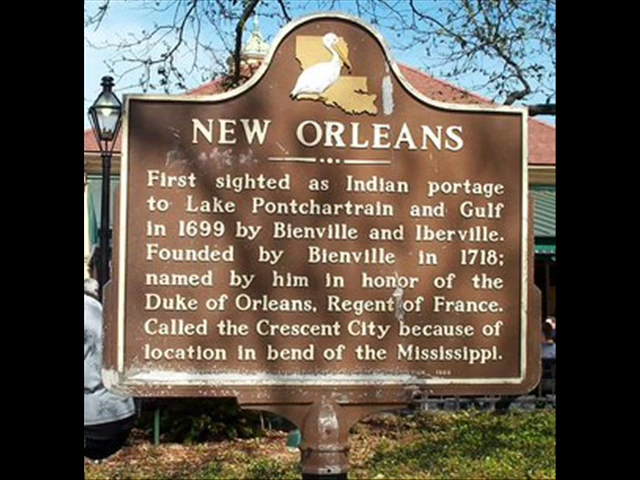 NEW ORLEANS
First sighted as Indian portage
to Lake Pontchartrain and Gulf
in 1699 by Bienville and Iberville.
Founded by Bienville in 1718;
named by him in honor of the
Duke of Orleans, Regent of France.
Called the Crescent City because of
location in bend of the Mississippi.